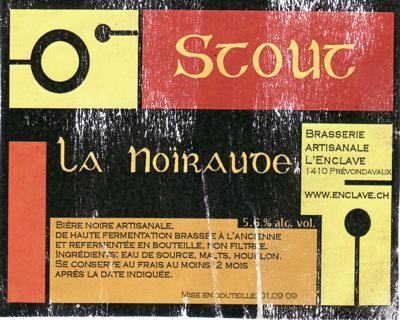 Stout
La Noiraude
Brasserie
artisanale
L'Enclave
1410 Prévondavaux
www.enclave.ch
5.6 % alc. vol.
Bière noire artisanale,
de haute fermentation brassée à l'ancienne
et refermentée en bouteille, non filtrée.
Ingrédients: eau de source, malts, houblon.
Se conserve au frais au moins 2 mois
après la date indiquée.
Mise en bouteille: 01.09 09